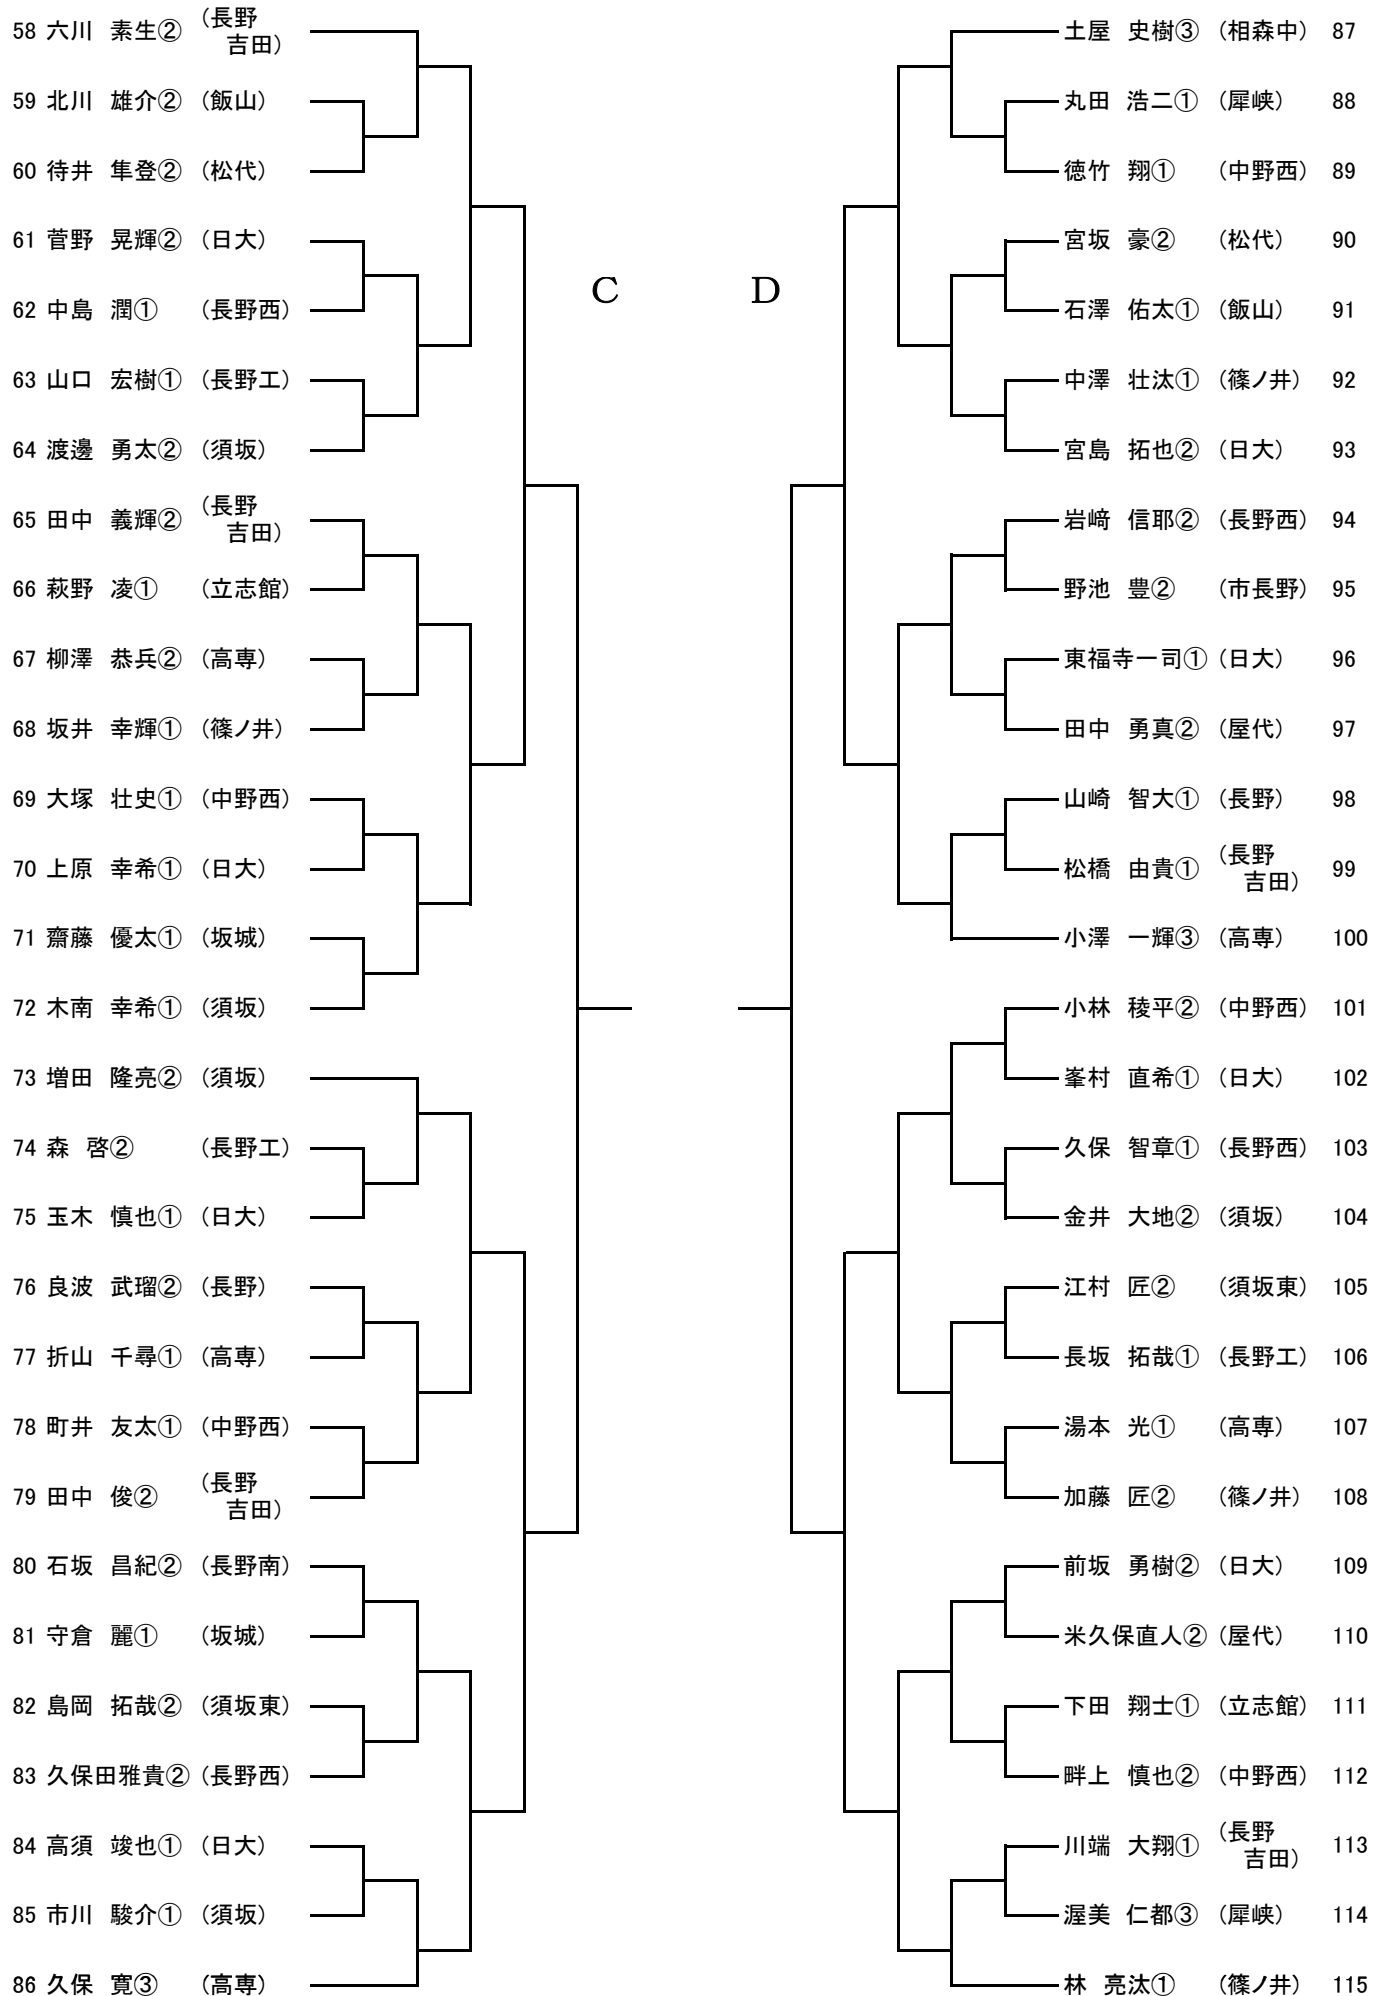 58 六川 素生② (長野
吉田)
59 北川 雄介② (飯山)
60 待井 隼登② (松代)
61 菅野 晃輝② (日大)
62 中島 潤① (長野西)
63 山口 宏樹① (長野工)
64 渡邊 勇太② (須坂)
65 田中 義輝② (長野
吉田)
66 萩野 凌① (立志館)
67 柳澤 恭兵② (高専)
68 坂井 幸輝① (篠ノ井)
69 大塚 壮史① (中野西)
70 上原 幸希① (日大)
71 齋藤 優太① (坂城)
72 木南 幸希① (須坂)
73 増田 隆亮② (須坂)
74 森 啓② (長野工)
75 玉木 慎也① (日大)
76 良波 武瑠② (長野)
77 折山 千尋① (高専)
78 町井 友太① (中野西)
79 田中 俊② (長野
吉田)
80 石坂 昌紀② (長野南)
81 守倉 麗① (坂城)
82 島岡 拓哉② (須坂東)
83 久保田雅貴② (長野西)
84 高須 竣也① (日大)
85 市川 駿介① (須坂)
86 久保 寛③ (高専)
C
D
土屋 史樹③ (相森中) 87
丸田 浩二① (犀峡) 88
徳竹 翔① (中野西) 89
宮坂 豪② (松代) 90
石澤 佑太① (飯山) 91
中澤 壮汰① (篠ノ井) 92
宮島 拓也② (日大) 93
岩﨑 信耶② (長野西) 94
野池 豊② (市長野) 95
東福寺一司① (日大) 96
田中 勇真② (屋代) 97
山崎 智大① (長野) 98
松橋 由貴① (長野
吉田) 99
小澤 一輝③ (高専) 100
小林 稜平② (中野西) 101
峯村 直希① (日大) 102
久保 智章① (長野西) 103
金井 大地② (須坂) 104
江村 匠② (須坂東) 105
長坂 拓哉① (長野工) 106
湯本 光① (高専) 107
加藤 匠② (篠ノ井) 108
前坂 勇樹② (日大) 109
米久保直人② (屋代) 110
下田 翔士① (立志館) 111
畔上 慎也② (中野西) 112
川端 大翔① (長野
吉田) 113
渥美 仁都③ (犀峡) 114
林 亮汰① (篠ノ井) 115